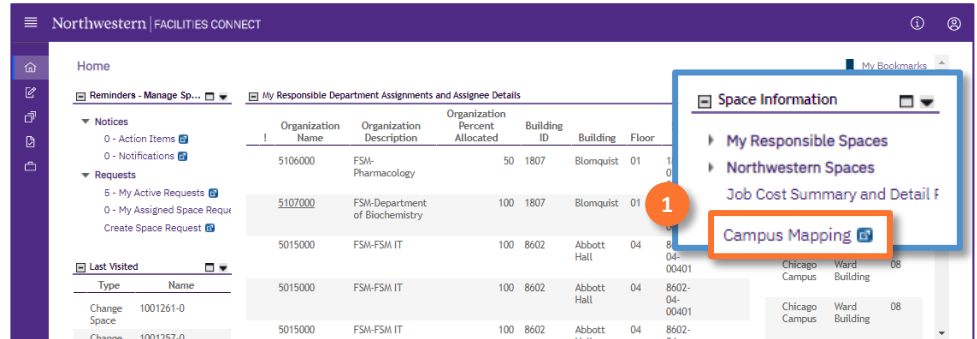 Northwestern | FACILITIES CONNECT
Home
My Bookmarks
Reminders - Manage Sp...
Notices
0 - Action Items
0 - Notifications
Requests
5 - My Active Requests
0 - My Assigned Space Reque
Create Space Request
Last Visited
Type Name
Change Space 1001261-0
Change 1001257-0
My Responsible Department Assignments and Assignee Details
! Organization Name Organization Description Organization Percent Allocated Building ID Building Floor
5106000 FSM-Pharmacology 50 1807 Blomquist 01
5107000 FSM-Department of Biochemistry 100 1807 Blomquist 01
5015000 FSM-FSM IT 100 8602 Abbott Hall 04
5015000 FSM-FSM IT 100 8602 Abbott Hall 04 8602-04-00401
5015000 FSM-FSM IT 100 8602 Abbott 04 8602-
04-
00401
Chicago Campus Ward Building 08
Chicago Campus Ward Building 08
Space Information
My Responsible Spaces
Northwestern Spaces
Job Cost Summary and Detail
1
Campus Mapping